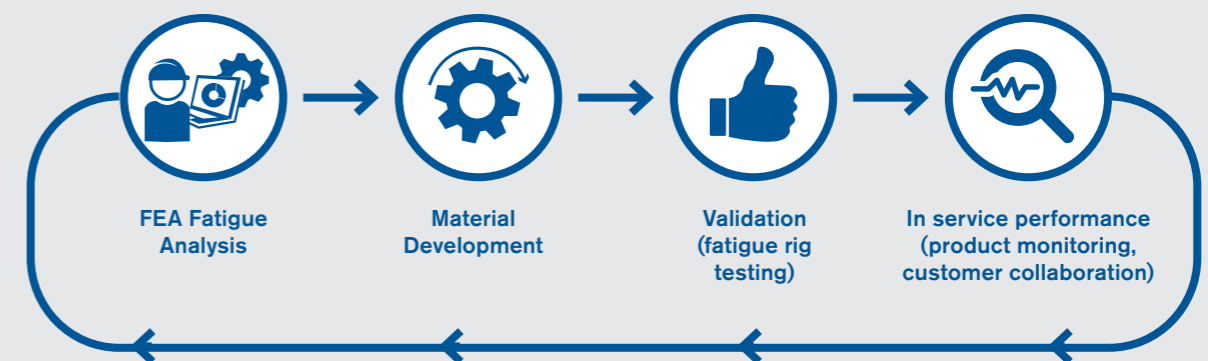 FEA Fatigue
Analysis
Material
Development
Validation
(fatigue rig
testing)
In service performance
(product monitoring,
customer collaboration)